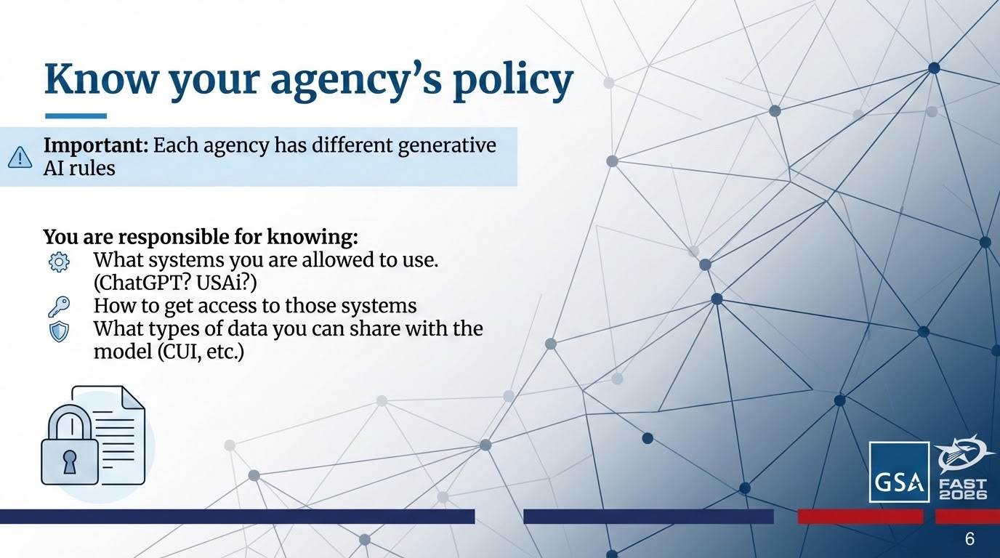 Know your agency’s policy
Important: Each agency has different generative
AI rules
You are responsible for knowing:
What systems you are allowed to use.
(ChatGPT? USAi?)
How to get access to those systems
What types of data you can share with the
model (CUI, etc.)
GSA
FAST
2026
6